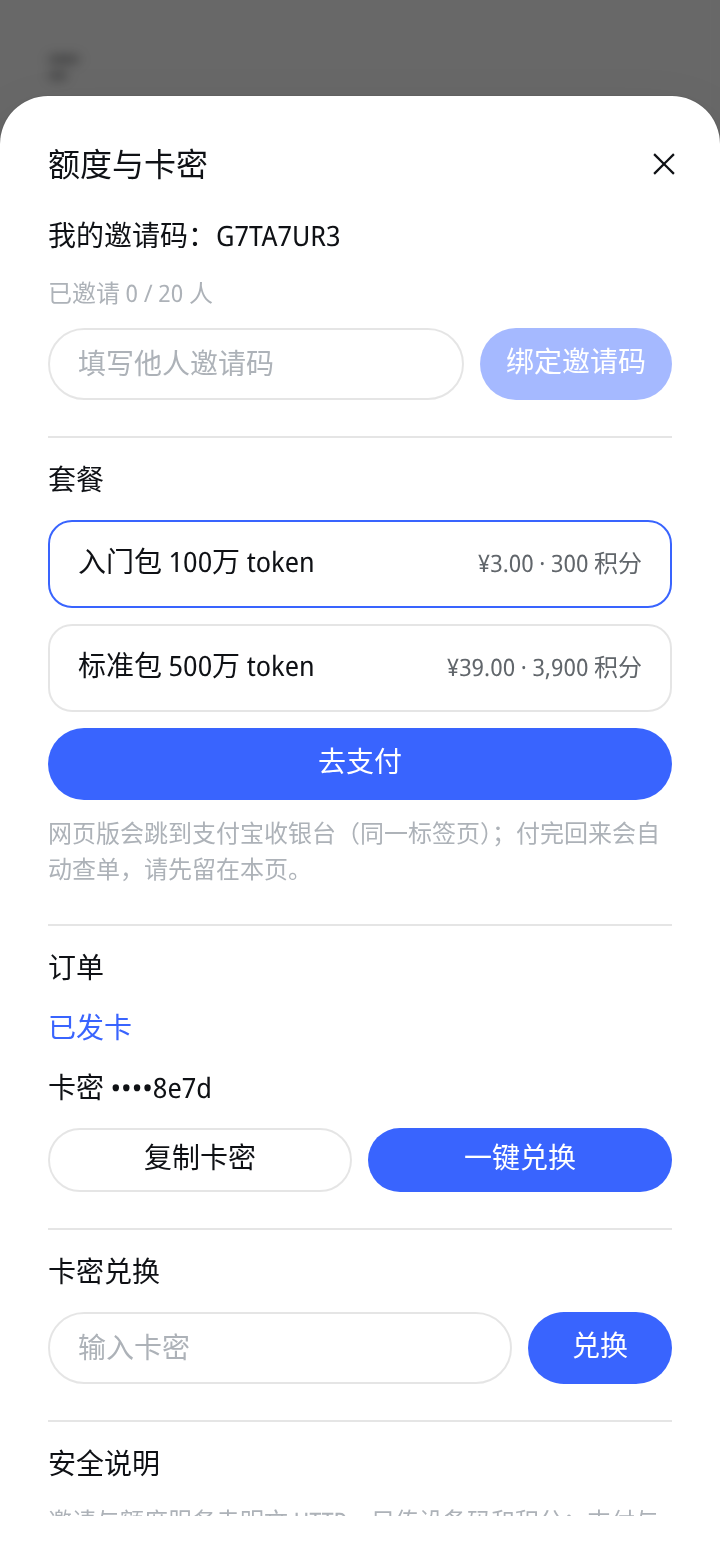 额度与卡密
我的邀请码：G7TA7UR3
已邀请 0 / 20 人
填写他人邀请码
绑定邀请码
套餐
入门包 100万 token
¥3.00 · 300 积分
标准包 500万 token
¥39.00 · 3,900 积分
去支付
网页版会跳到支付宝收银台（同一标签页）；付完回来会自
动查单，请先留在本页。
订单
已发卡
卡密 ••••8e7d
复制卡密
一键兑换
卡密兑换
输入卡密
兑换
安全说明